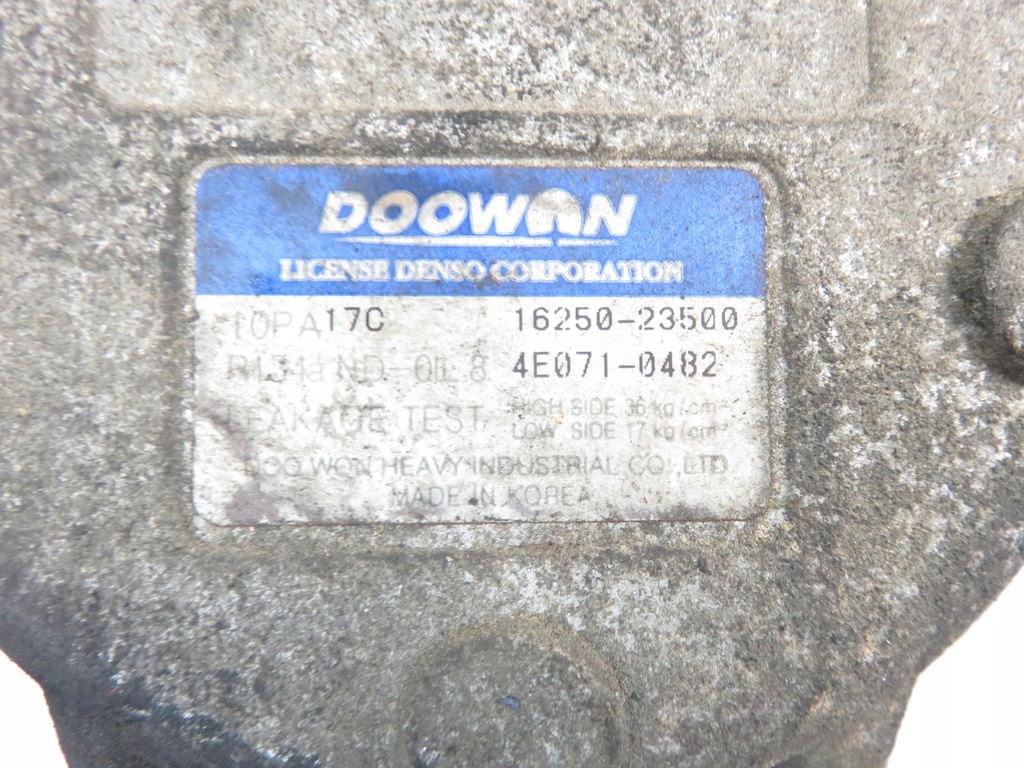 DOOWON
LICENSE DENSO CORPORATION
10PA17C 16250-23500
R134a ND-OIL 8 4E071-0482
LEAKAGE TEST HIGH SIDE 36 kg/cm²
LOW SIDE 17 kg/cm²
DOO WON HEAVY INDUSTRIAL CO., LTD
MADE IN KOREA